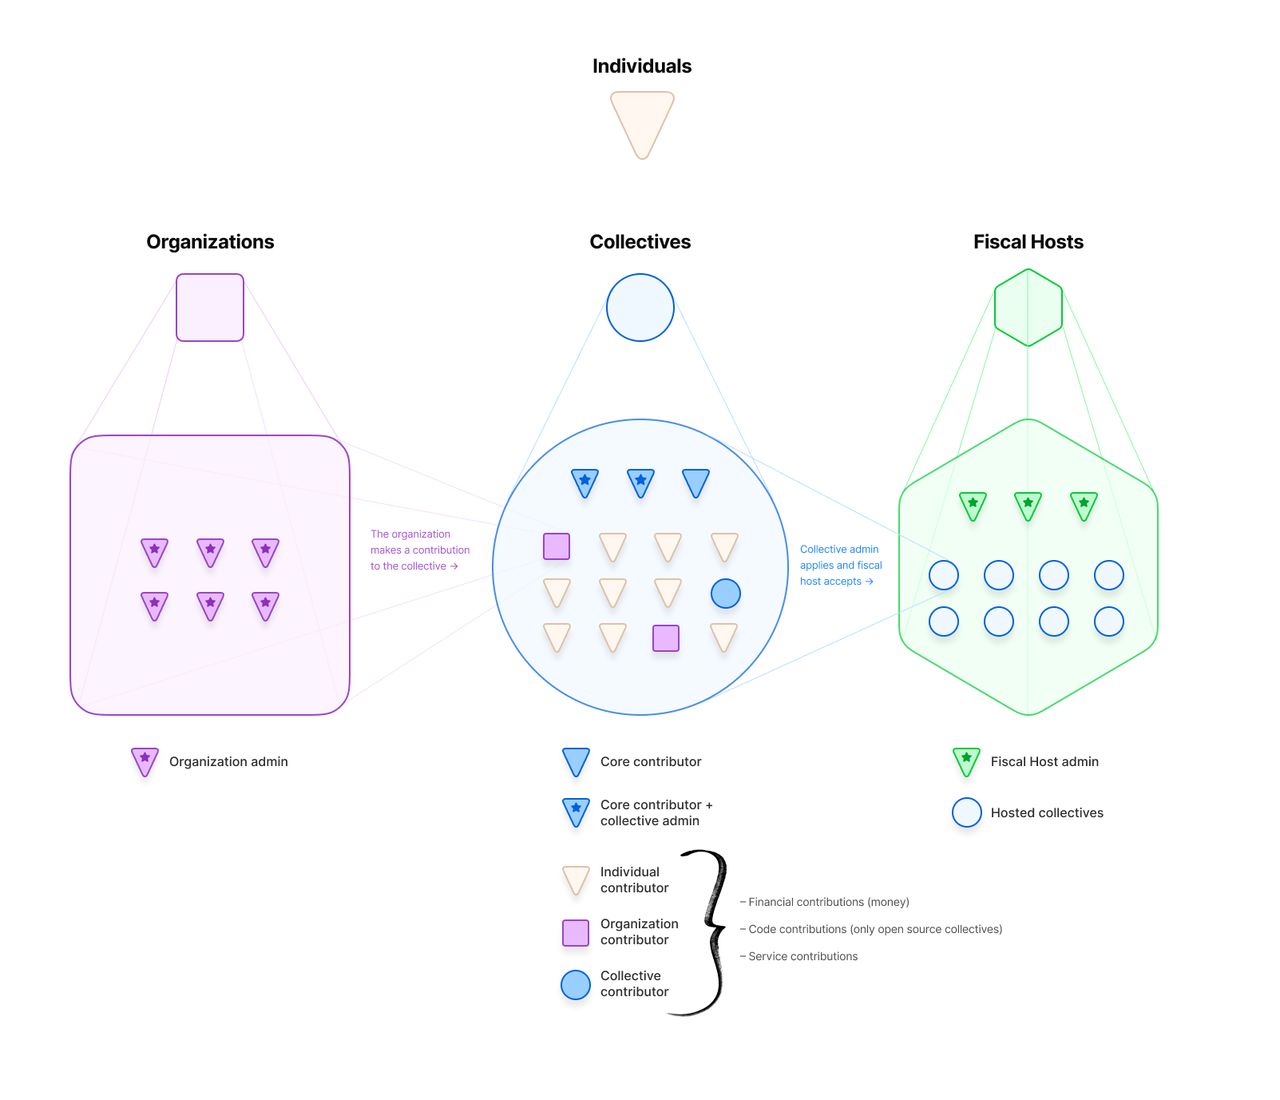 Individuals
Organizations
Collectives
Fiscal Hosts
The organization
makes a contribution
to the collective →
Collective admin
applies and fiscal
host accepts →
Organization admin
Core contributor
Core contributor +
collective admin
Individual
contributor
Organization
contributor
Collective
contributor
– Financial contributions (money)
– Code contributions (only open source collectives)
– Service contributions
Fiscal Host admin
Hosted collectives